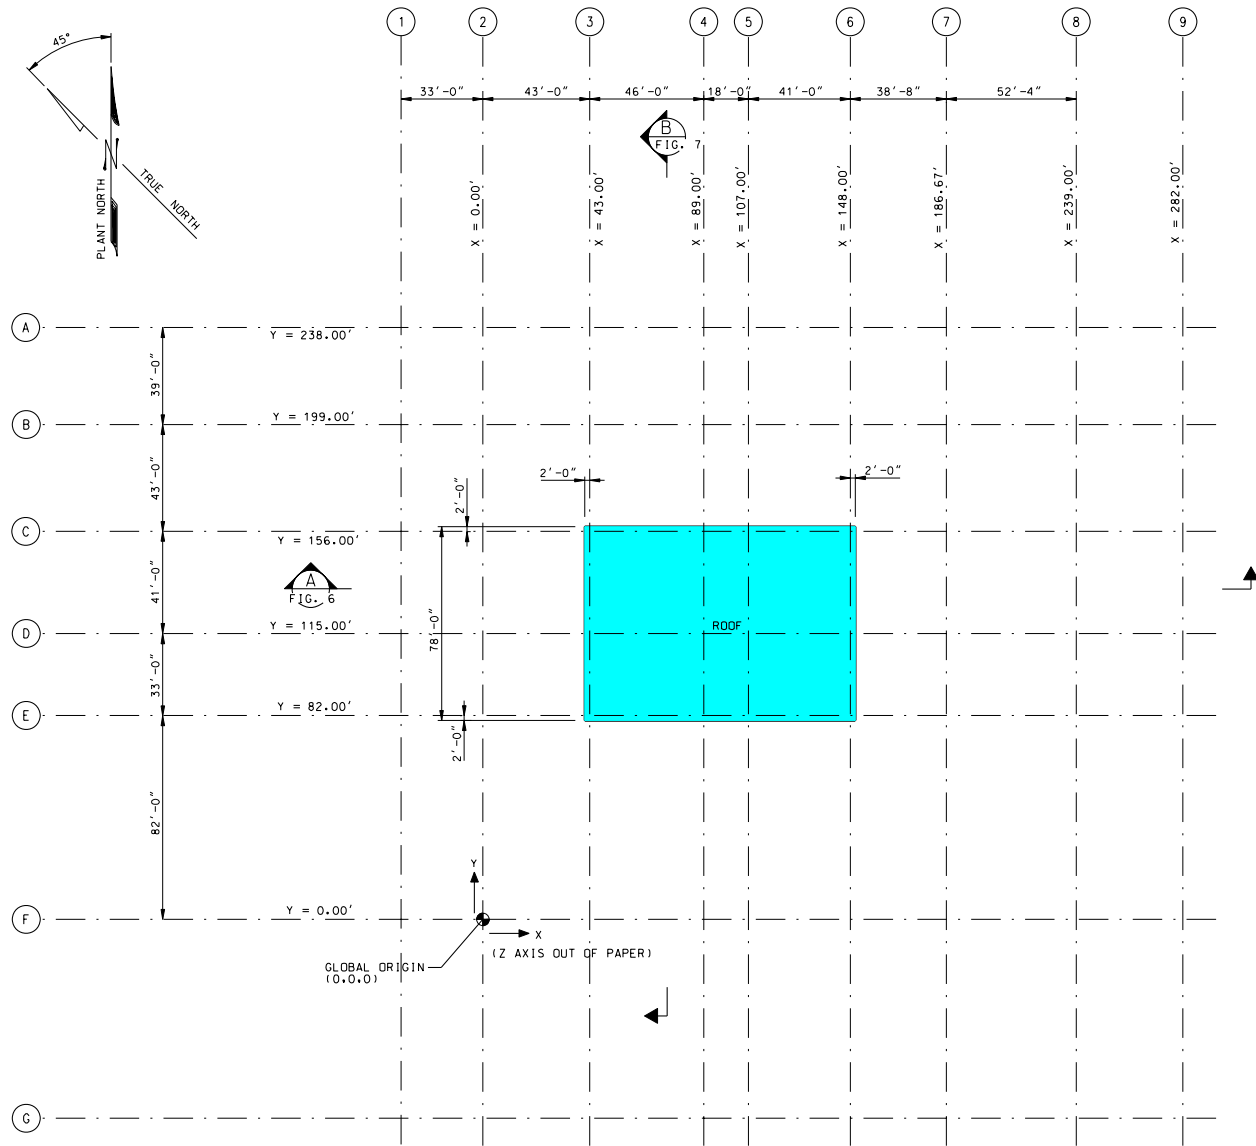 1
2
3
4
5
6
7
8
9
45°
33'-0"
43'-0"
46'-0"
18'-0"
41'-0"
38'-8"
52'-4"
B
FIG. 7
PLANT NORTH
TRUE NORTH
X = 0.00'
X = 43.00'
X = 89.00'
X = 107.00'
X = 148.00'
X = 186.67'
X = 239.00'
X = 282.00'
A
Y = 238.00'
39'-0"
B
Y = 199.00'
43'-0"
2'-0"
2'-0"
2'-0"
C
Y = 156.00'
41'-0"
A
FIG. 6
78'-0"
D
Y = 115.00'
ROOF
33'-0"
E
Y = 82.00'
2'-0"
82'-0"
Y
F
Y = 0.00'
X
(Z AXIS OUT OF PAPER)
GLOBAL ORIGIN
(0,0,0)
G